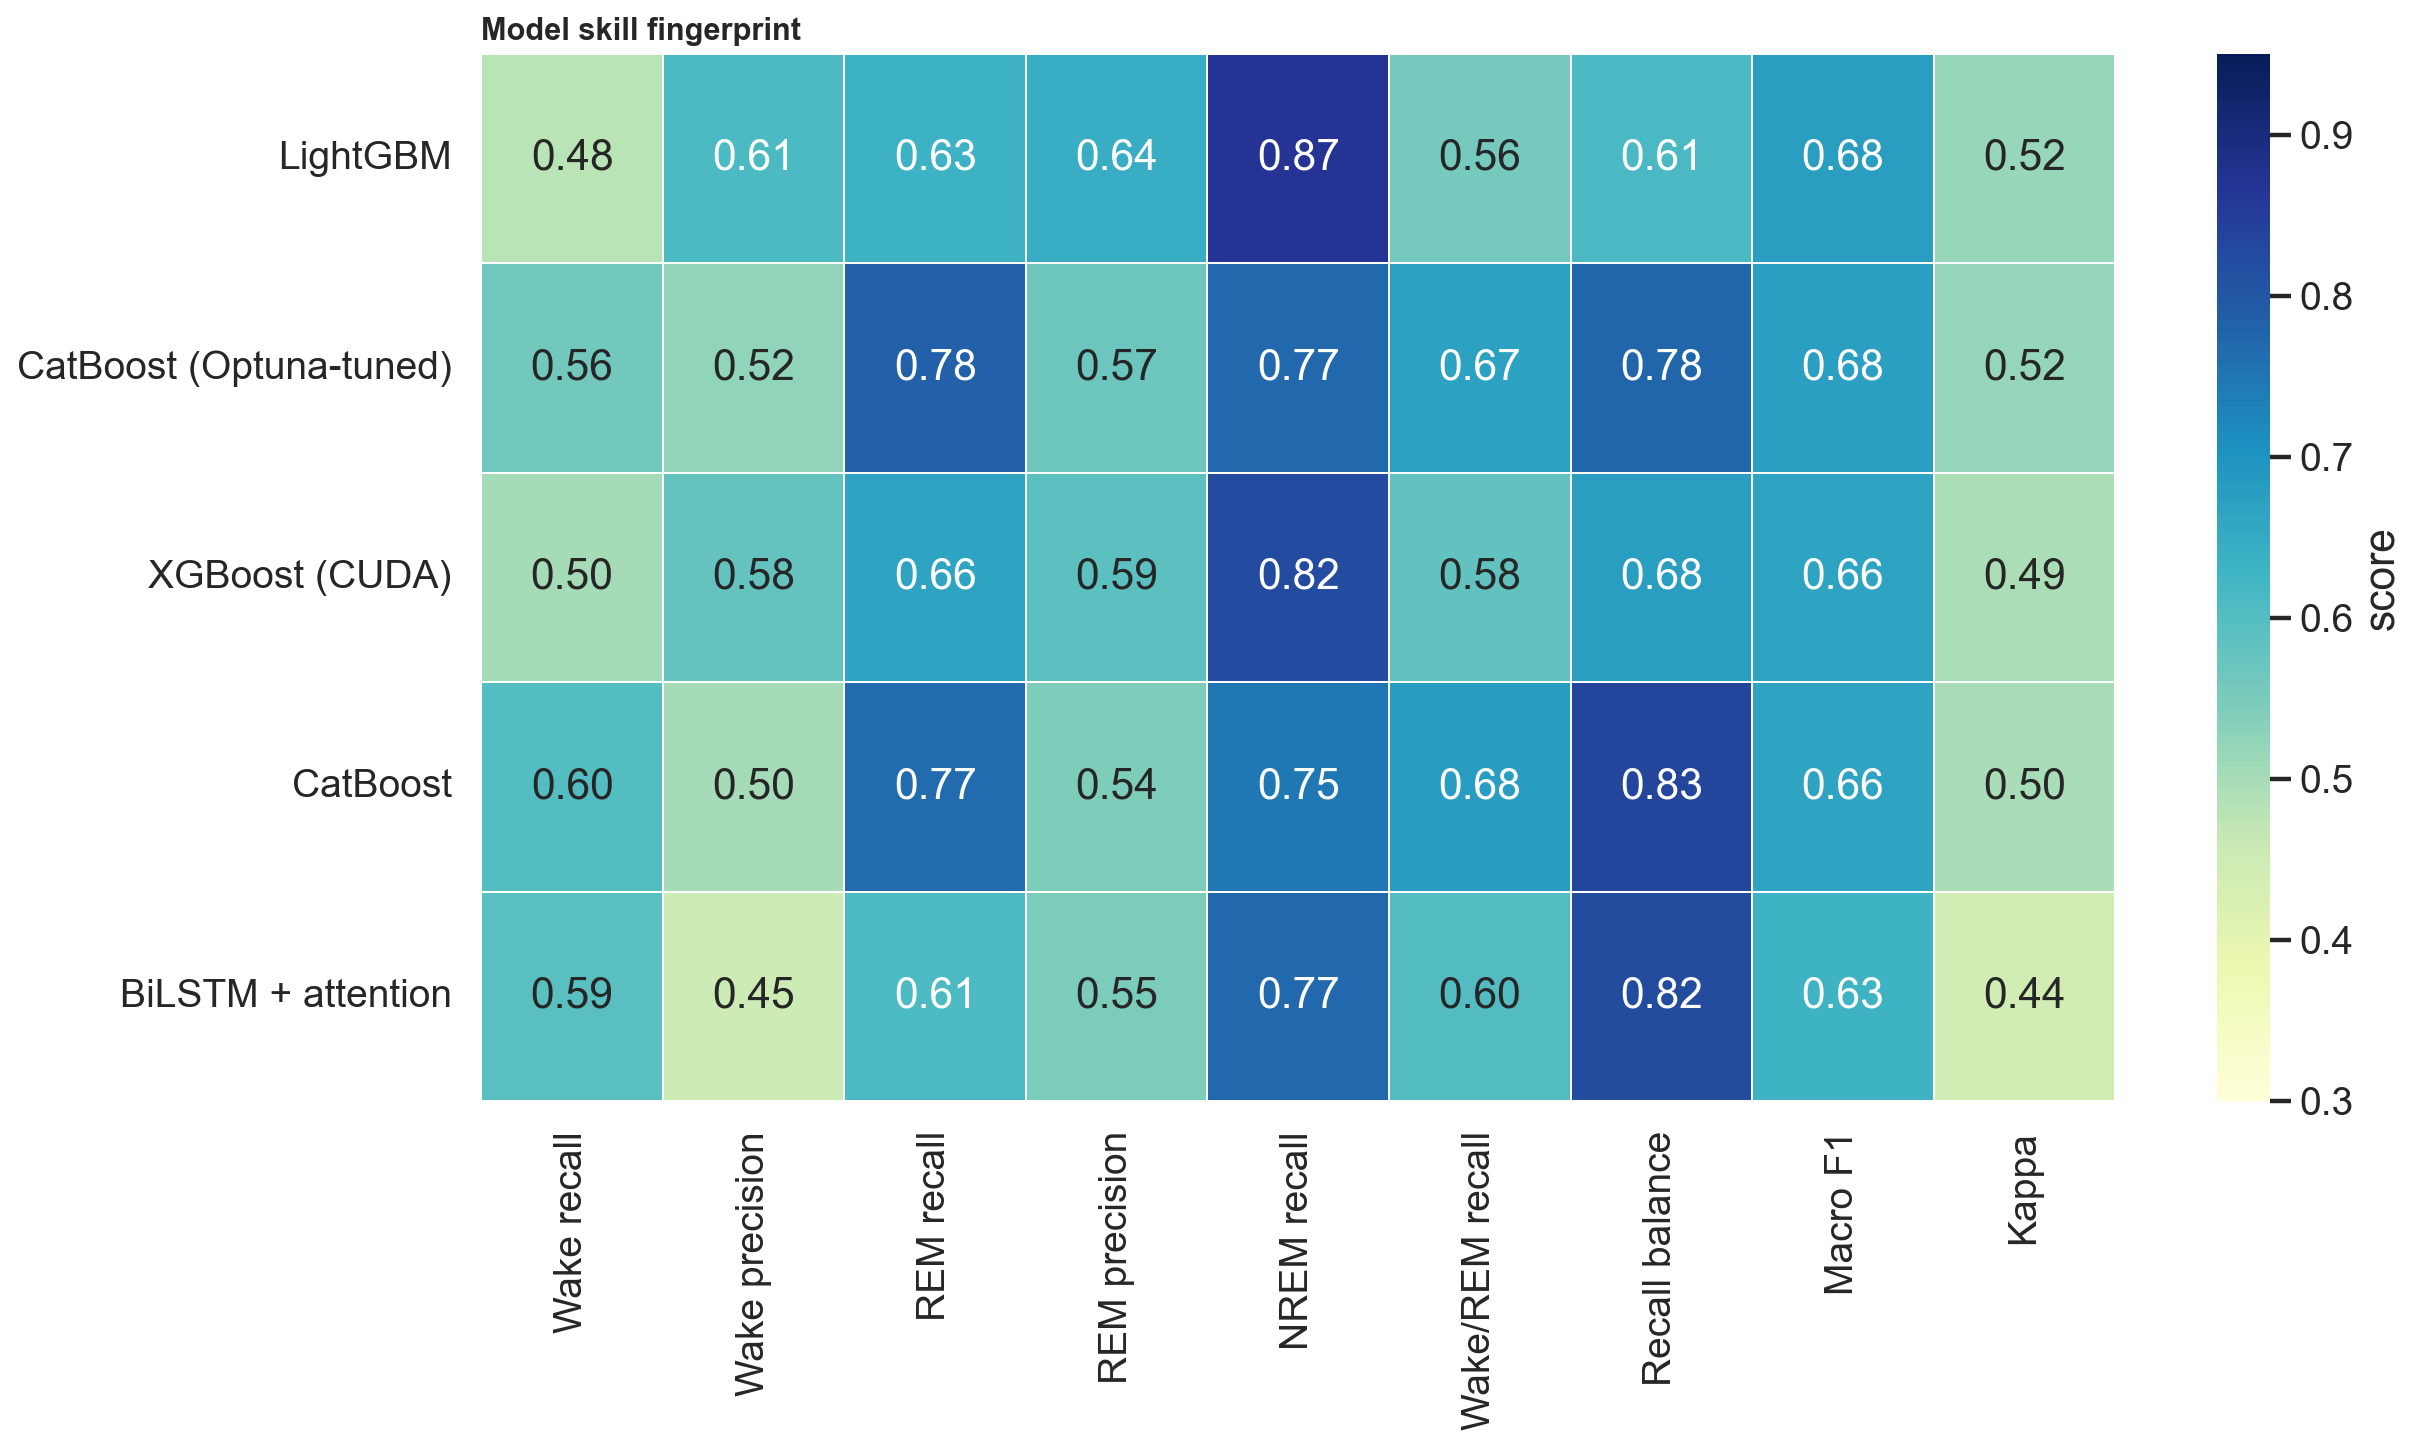 Model skill fingerprint
LightGBM 0.48 0.61 0.63 0.64 0.87 0.56 0.61 0.68 0.52
CatBoost (Optuna-tuned) 0.56 0.52 0.78 0.57 0.77 0.67 0.78 0.68 0.52
XGBoost (CUDA) 0.50 0.58 0.66 0.59 0.82 0.58 0.68 0.66 0.49
CatBoost 0.60 0.50 0.77 0.54 0.75 0.68 0.83 0.66 0.50
BiLSTM + attention 0.59 0.45 0.61 0.55 0.77 0.60 0.82 0.63 0.44
Wake recall
Wake precision
REM recall
REM precision
NREM recall
Wake/REM recall
Recall balance
Macro F1
Kappa
0.9
0.8
0.7
0.6
0.5
0.4
0.3
score